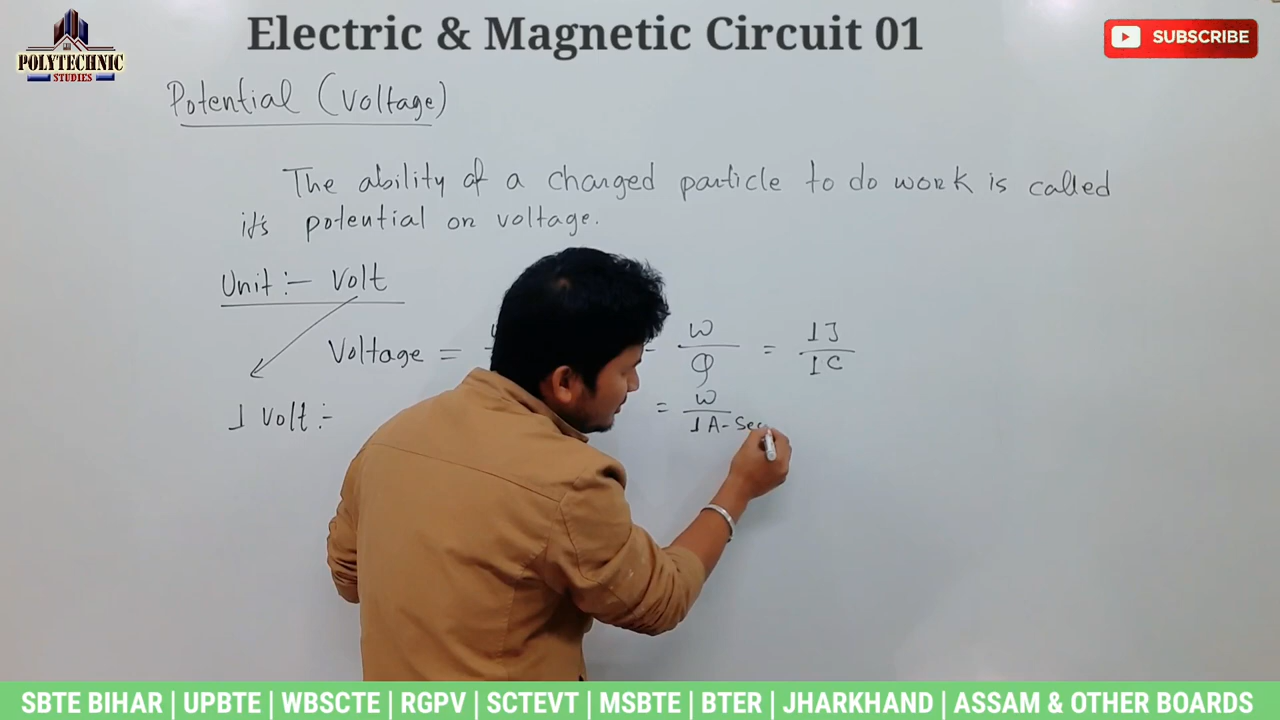 Electric & Magnetic Circuit 01
POLYTECHNIC
STUDIES
SUBSCRIBE
Potential (Voltage)
The ability of a charged particle to do work is called
it's potential or voltage.
Unit :- Volt
Voltage = - W/Q = 1J/1C
1 Volt :- = W/1A-Sec
SBTE BIHAR | UPBTE | WBSCTE | RGPV | SCTEVT | MSBTE | BTER | JHARKHAND | ASSAM & OTHER BOARDS